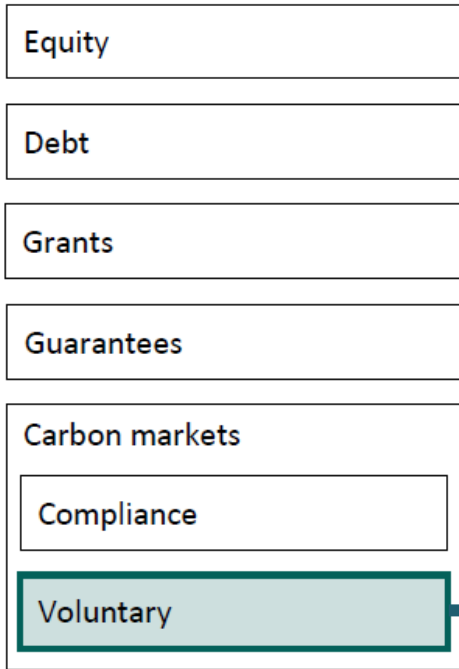 Equity
Debt
Grants
Guarantees
Carbon markets
Compliance
Voluntary